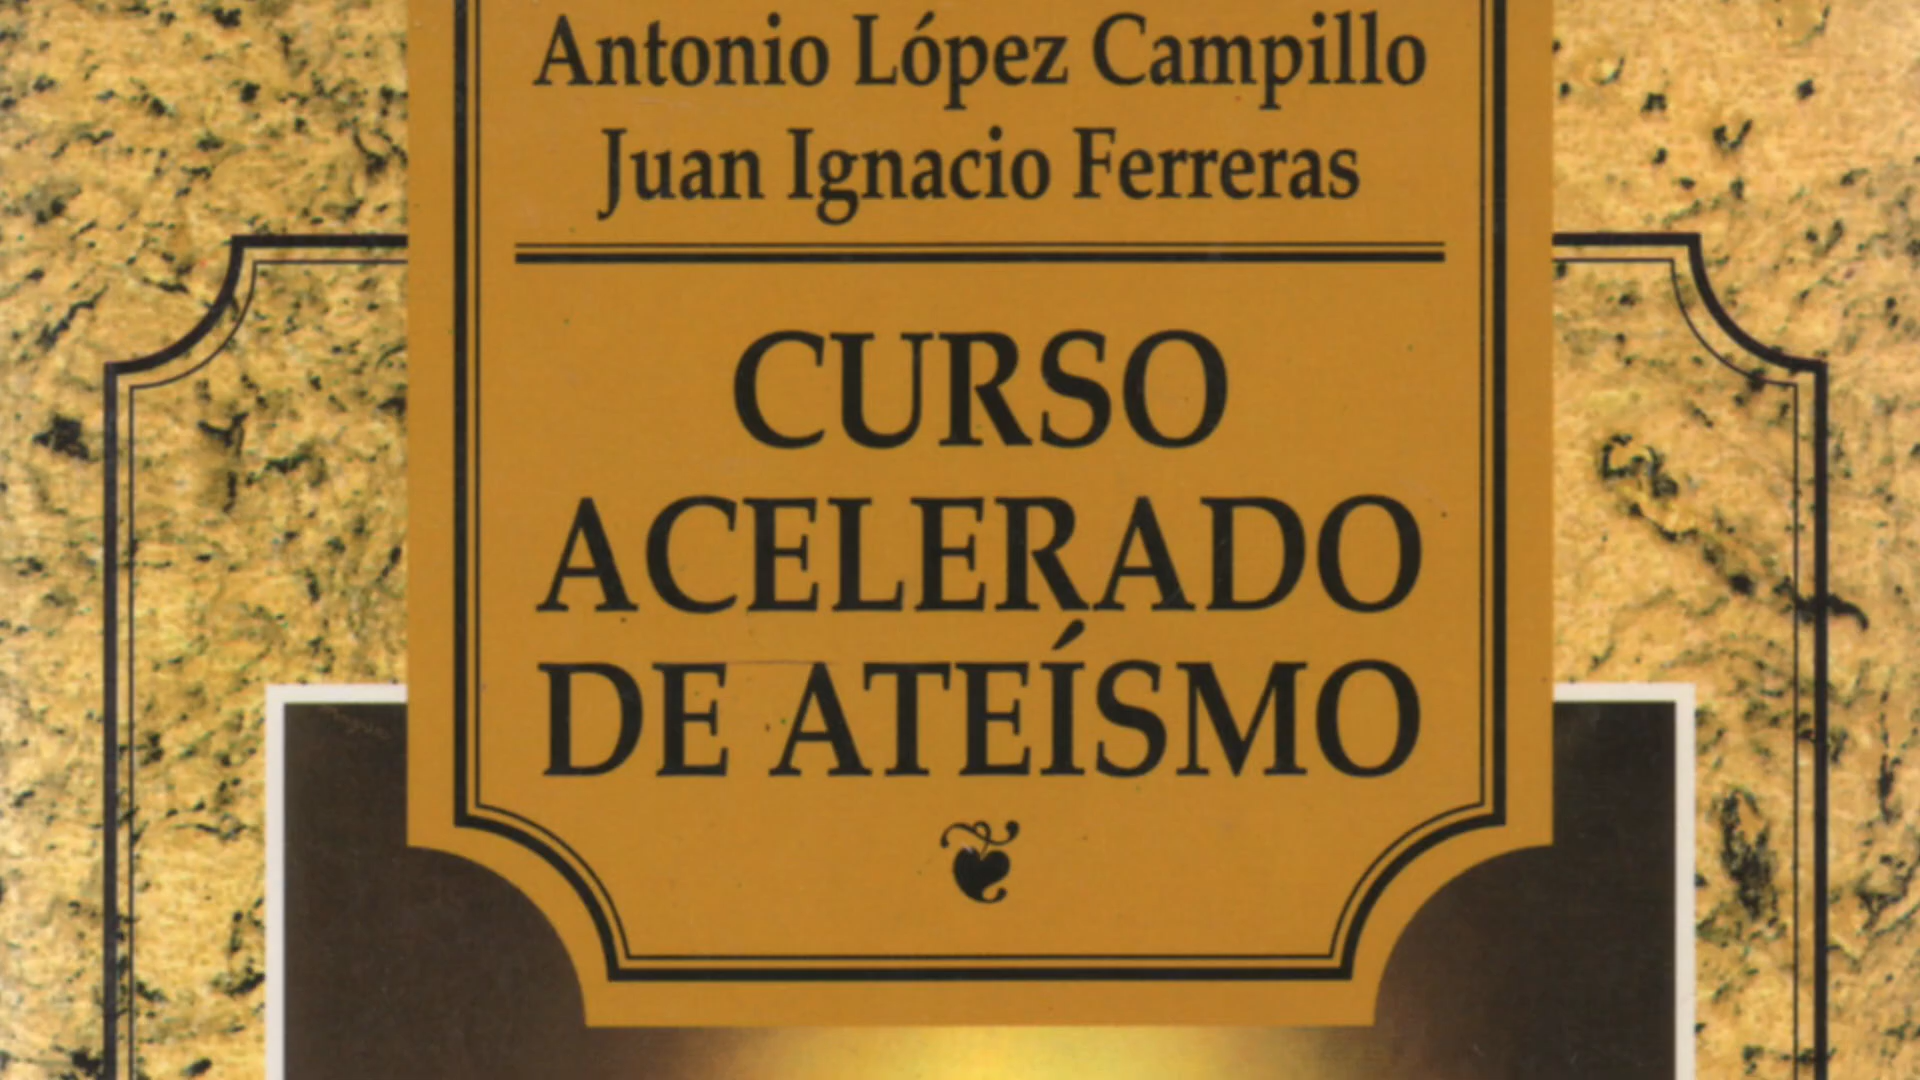 Antonio López Campillo
Juan Ignacio Ferreras
CURSO
ACELERADO
DE ATEÍSMO